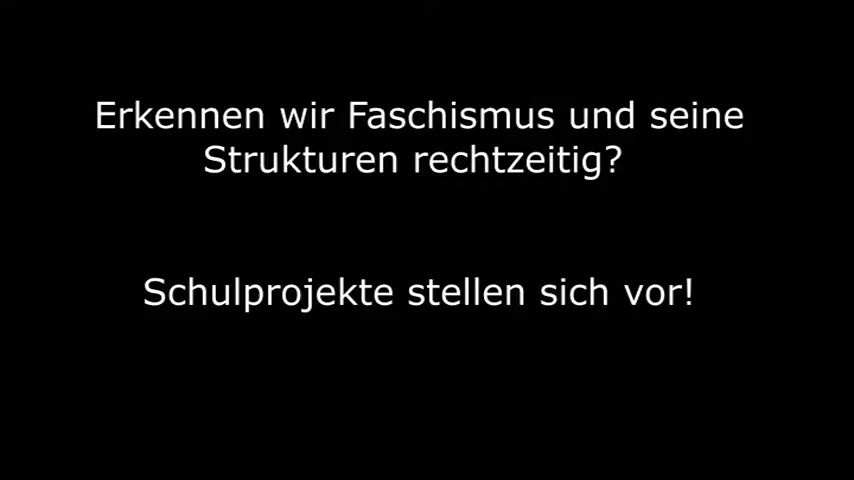 Erkennen wir Faschismus und seine
Strukturen rechtzeitig?
Schulprojekte stellen sich vor!